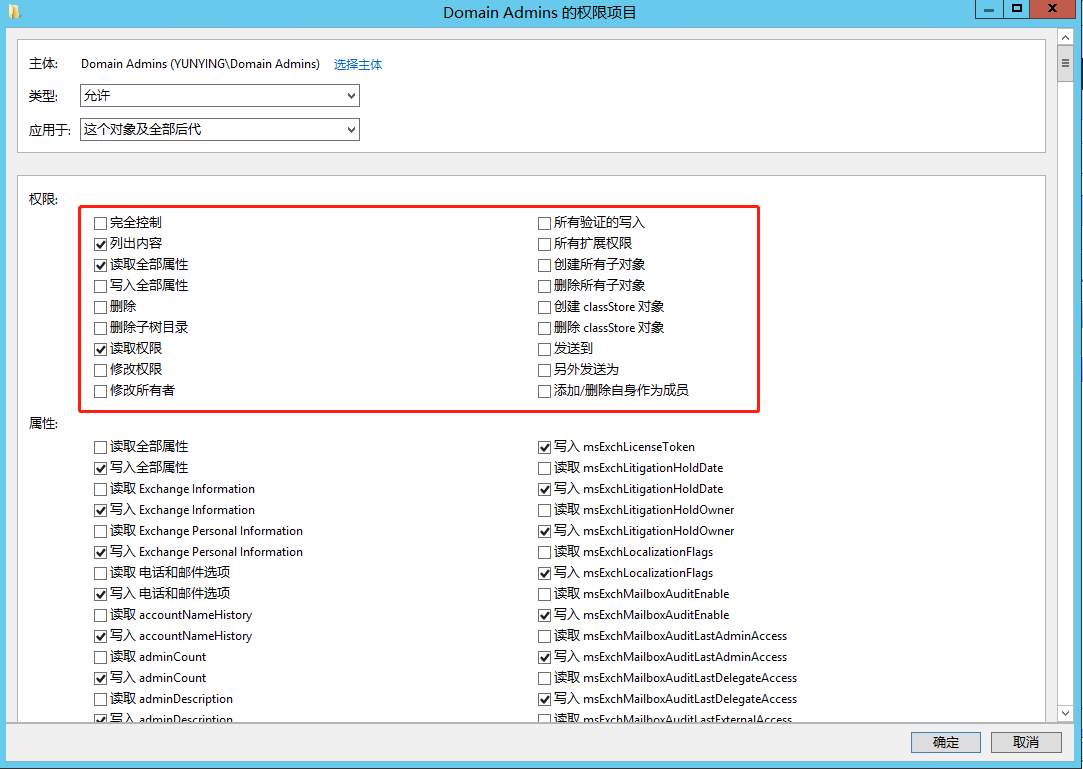 Domain Admins 的权限项目
主体: Domain Admins (YUNYING\Domain Admins) 选择主体
类型: 允许
应用于: 这个对象及全部后代
权限:
完全控制
列出内容
读取全部属性
写入全部属性
删除
删除子树目录
读取权限
修改权限
修改所有者
所有验证的写入
所有扩展权限
创建所有子对象
删除所有子对象
创建 classStore 对象
删除 classStore 对象
发送到
另外发送为
添加/删除自身作为成员
属性:
读取全部属性
写入全部属性
读取 Exchange Information
写入 Exchange Information
读取 Exchange Personal Information
写入 Exchange Personal Information
读取 电话和邮件选项
写入 电话和邮件选项
读取 accountNameHistory
写入 accountNameHistory
读取 adminCount
写入 adminCount
读取 adminDescription
写入 adminDescription
写入 msExchLicenseToken
读取 msExchLitigationHoldDate
写入 msExchLitigationHoldDate
读取 msExchLitigationHoldOwner
写入 msExchLitigationHoldOwner
读取 msExchLocalizationFlags
写入 msExchLocalizationFlags
读取 msExchMailboxAuditEnable
写入 msExchMailboxAuditEnable
读取 msExchMailboxAuditLastAdminAccess
写入 msExchMailboxAuditLastAdminAccess
读取 msExchMailboxAuditLastDelegateAccess
写入 msExchMailboxAuditLastDelegateAccess
读取 msExchMailboxAuditLastExternalAccess
确定
取消